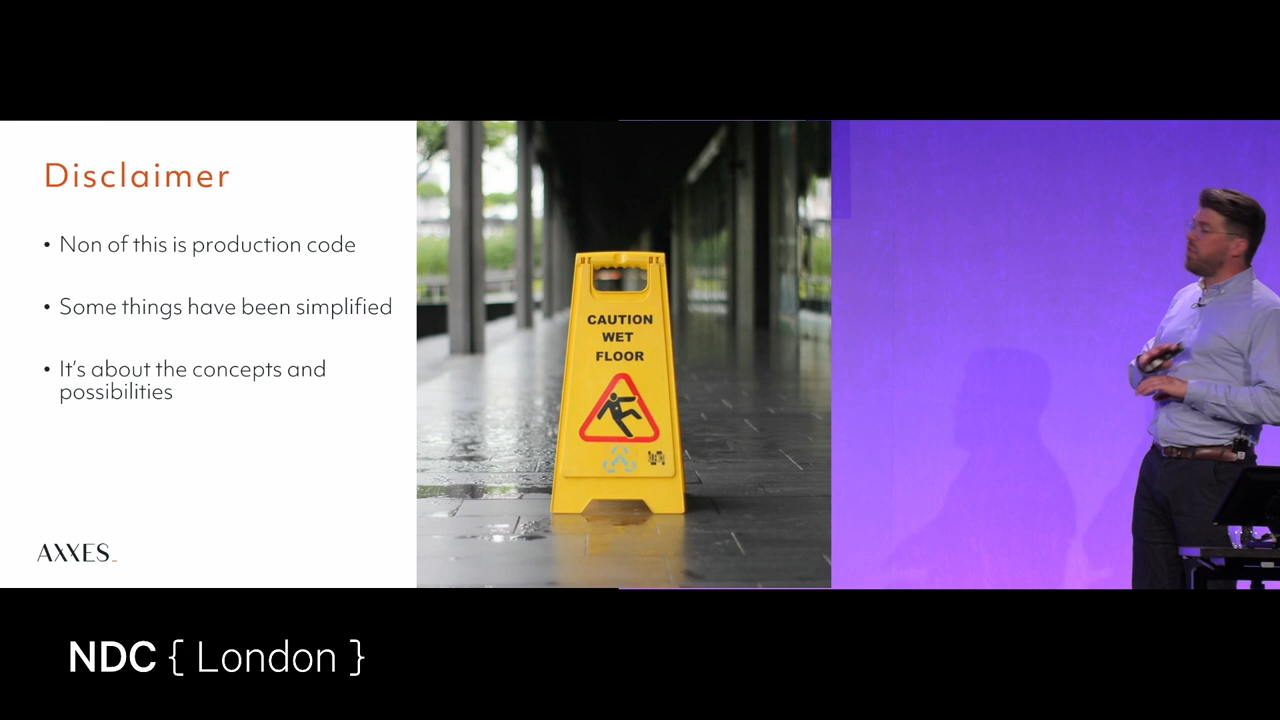 Disclaimer
• Non of this is production code
• Some things have been simplified
• It's about the concepts and
possibilities
AXXES_
CAUTION
WET
FLOOR
NDC { London }